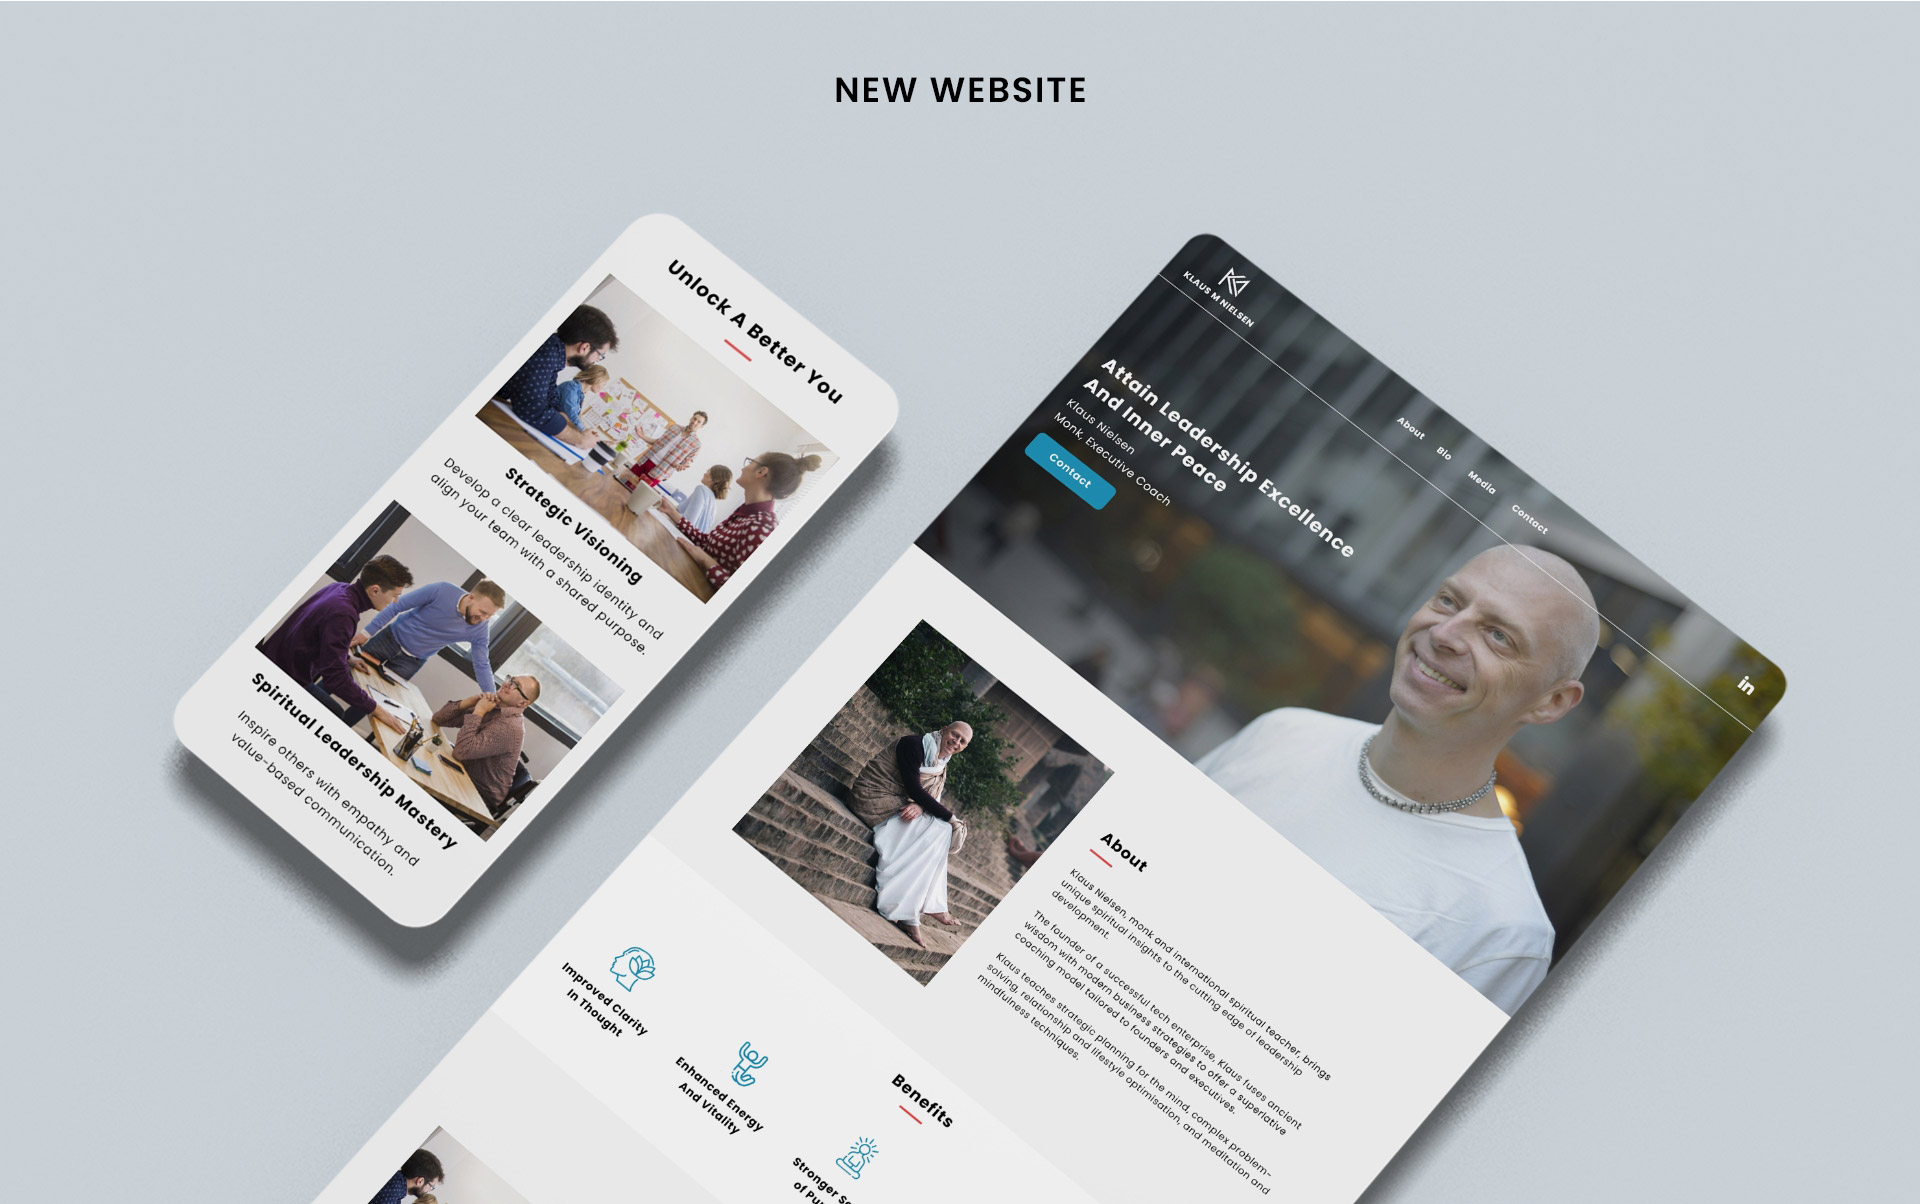 NEW WEBSITE
Unlock A Better You
Strategic Visioning
Develop a clear leadership identity and
align your team with a shared purpose.
Spiritual Leadership Mastery
Inspire others with empathy and
value-based communication.
KLAUS M NIELSEN
About
Bio
Media
Contact
in
Attain Leadership Excellence
And Inner Peace
Klaus Nielsen
Monk, Executive Coach
Contact
About
Klaus Nielsen, monk and international spiritual teacher, brings
unique spiritual insights to the cutting edge of leadership
development.
The founder of a successful tech enterprise, Klaus fuses ancient
wisdom with modern business strategies to offer a superlative
coaching model tailored to founders and executives.
Klaus teaches strategic planning for the mind, complex problem-
solving, relationship and lifestyle optimisation, and meditation and
mindfulness techniques.
Benefits
Improved Clarity
In Thought
Enhanced Energy
And Vitality
Stronger
of